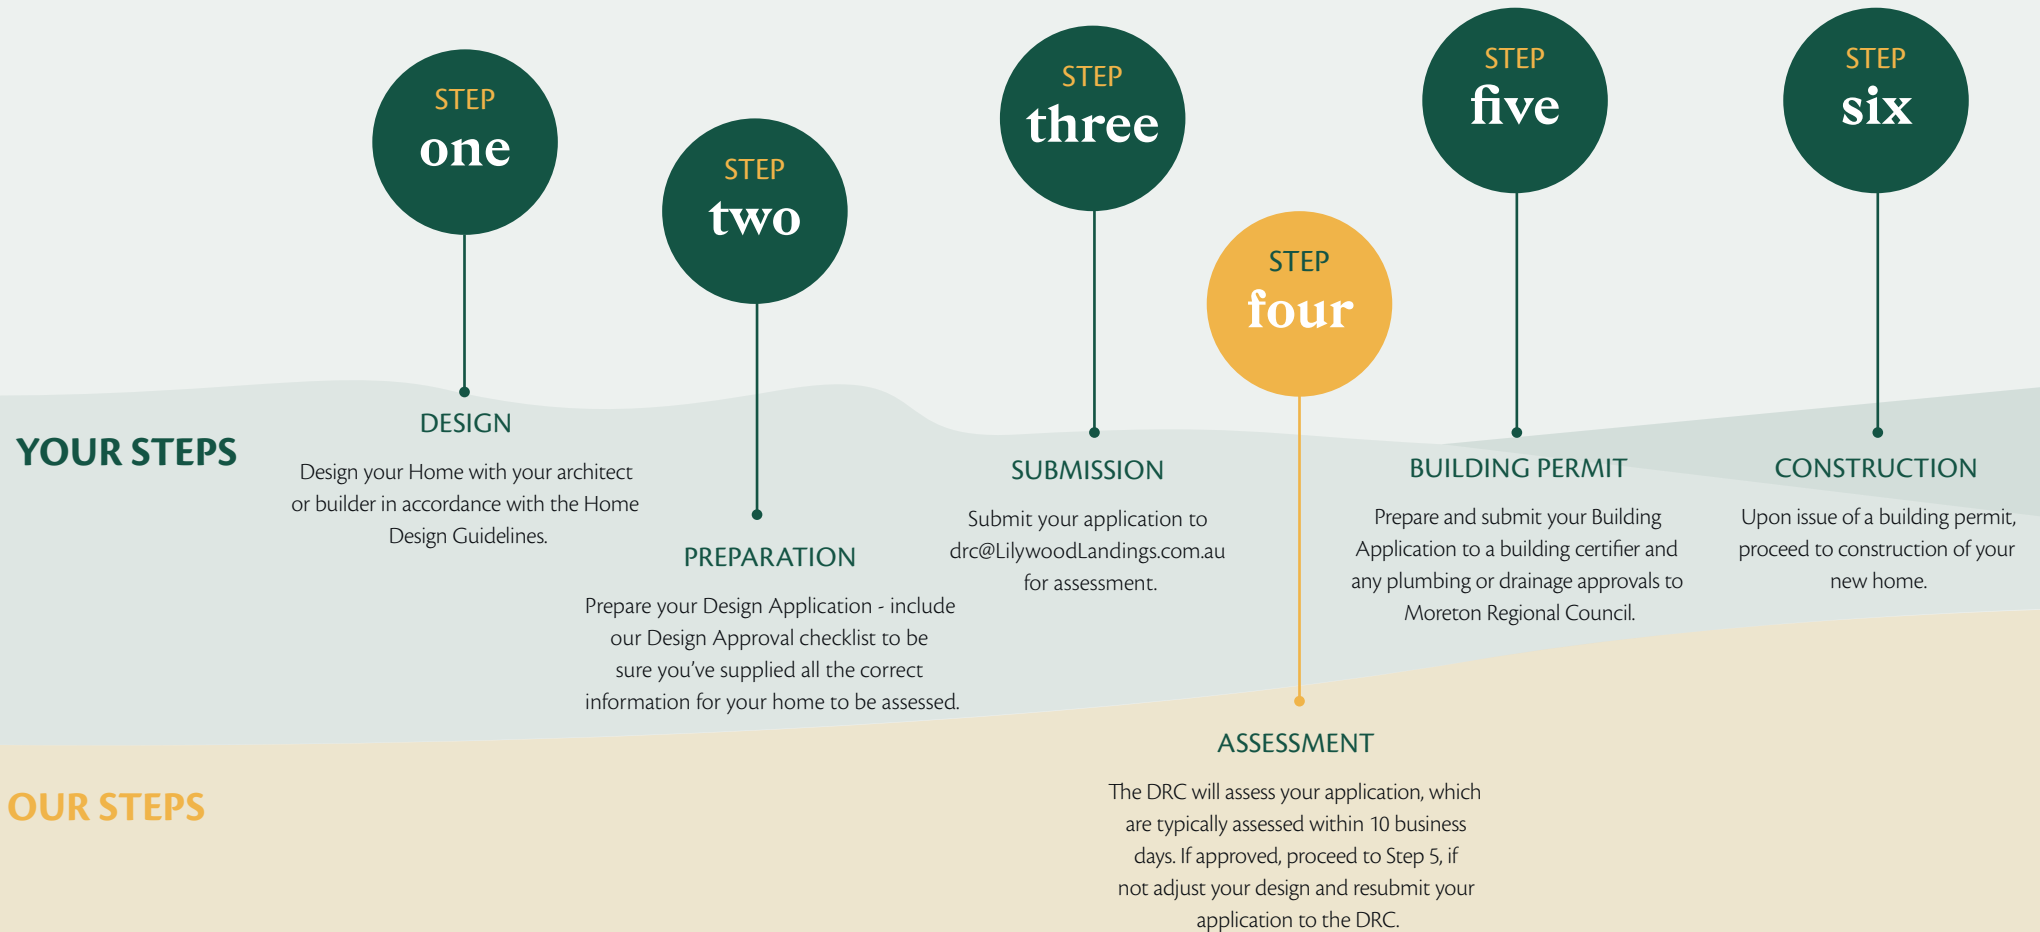 STEP
one
STEP
two
STEP
three
STEP
four
STEP
five
STEP
six
YOUR STEPS
DESIGN
Design your Home with your architect
or builder in accordance with the Home
Design Guidelines.
PREPARATION
Prepare your Design Application - include
our Design Approval checklist to be
sure you've supplied all the correct
information for your home to be assessed.
SUBMISSION
Submit your application to
drc@LilywoodLandings.com.au
for assessment.
BUILDING PERMIT
Prepare and submit your Building
Application to a building certifier and
any plumbing or drainage approvals to
Moreton Regional Council.
CONSTRUCTION
Upon issue of a building permit,
proceed to construction of your
new home.
OUR STEPS
ASSESSMENT
The DRC will assess your application, which
are typically assessed within 10 business
days. If approved, proceed to Step 5, if
not adjust your design and resubmit your
application to the DRC.